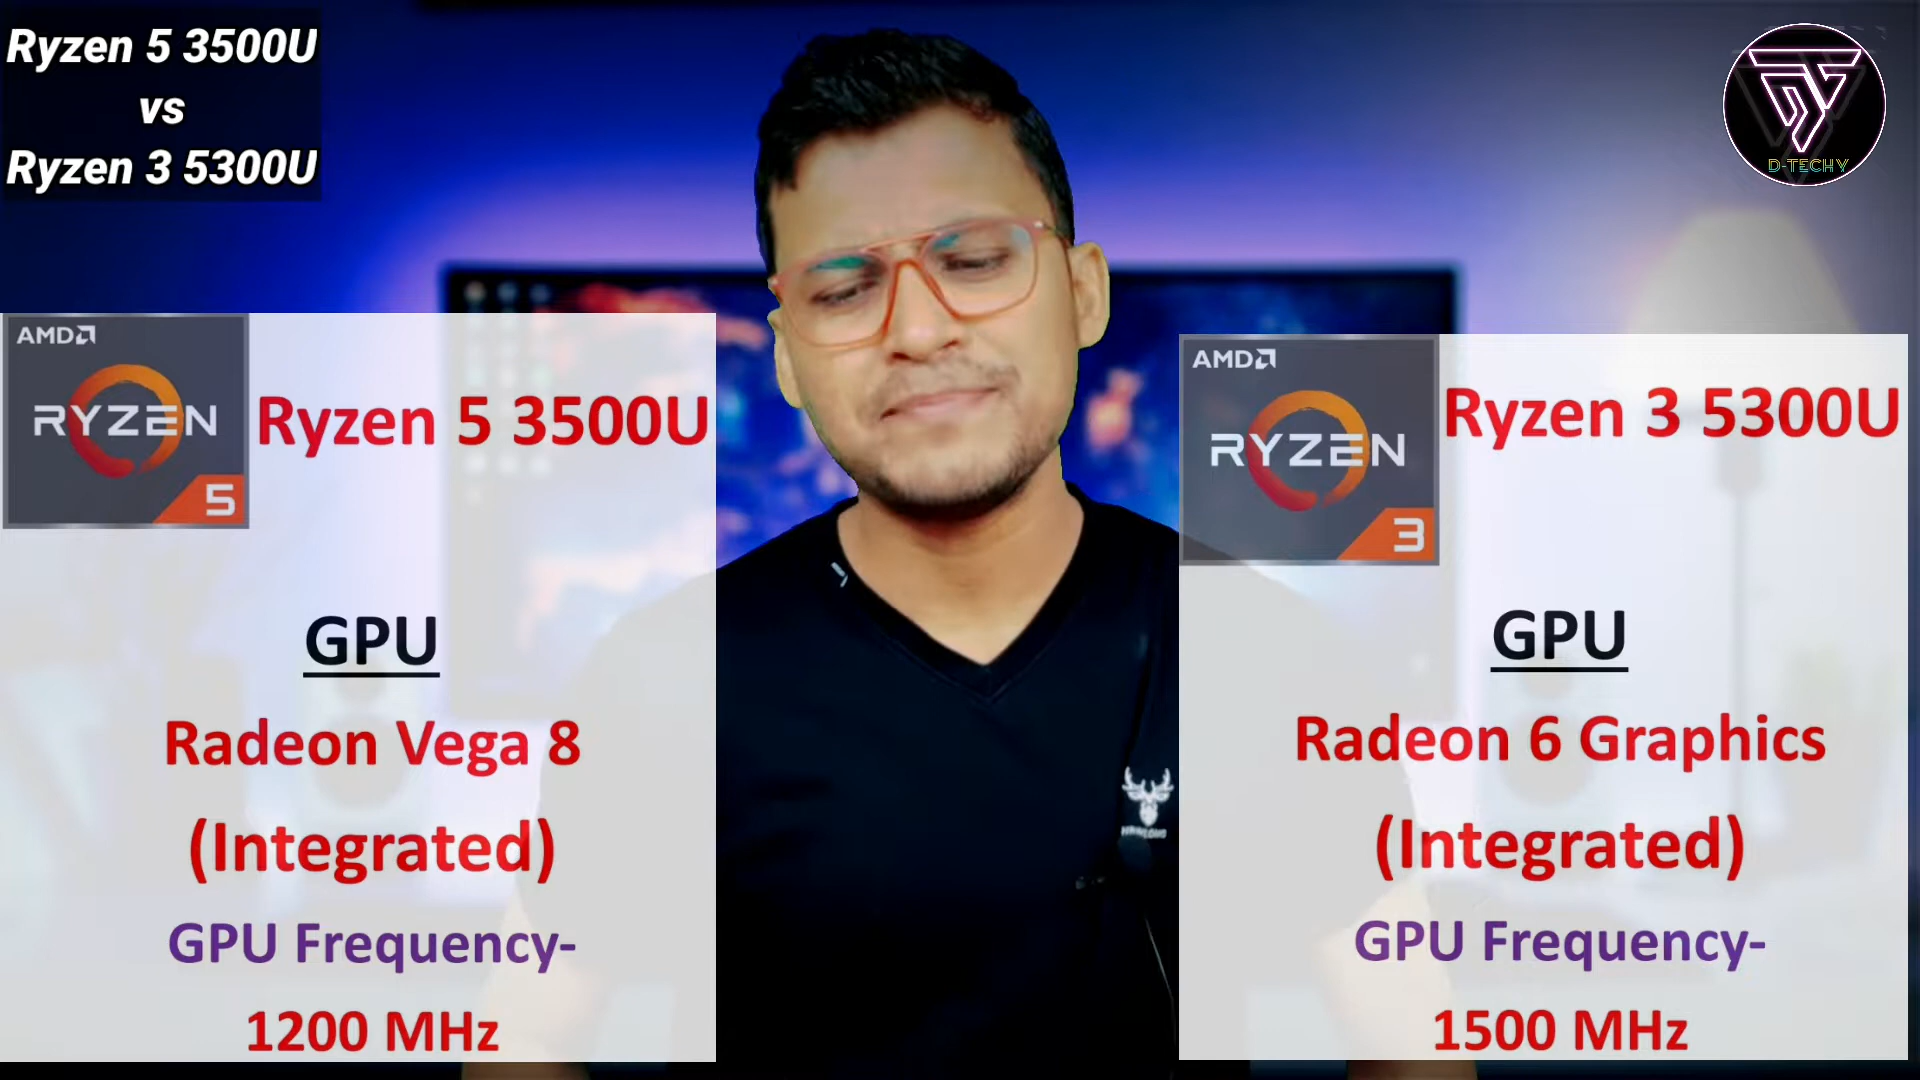 Ryzen 5 3500U
vs
Ryzen 3 5300U
D-TECHY
AMD
RYZEN
5
Ryzen 5 3500U
GPU
Radeon Vega 8
(Integrated)
GPU Frequency-
1200 MHz
AMD
RYZEN
3
Ryzen 3 5300U
GPU
Radeon 6 Graphics
(Integrated)
GPU Frequency-
1500 MHz